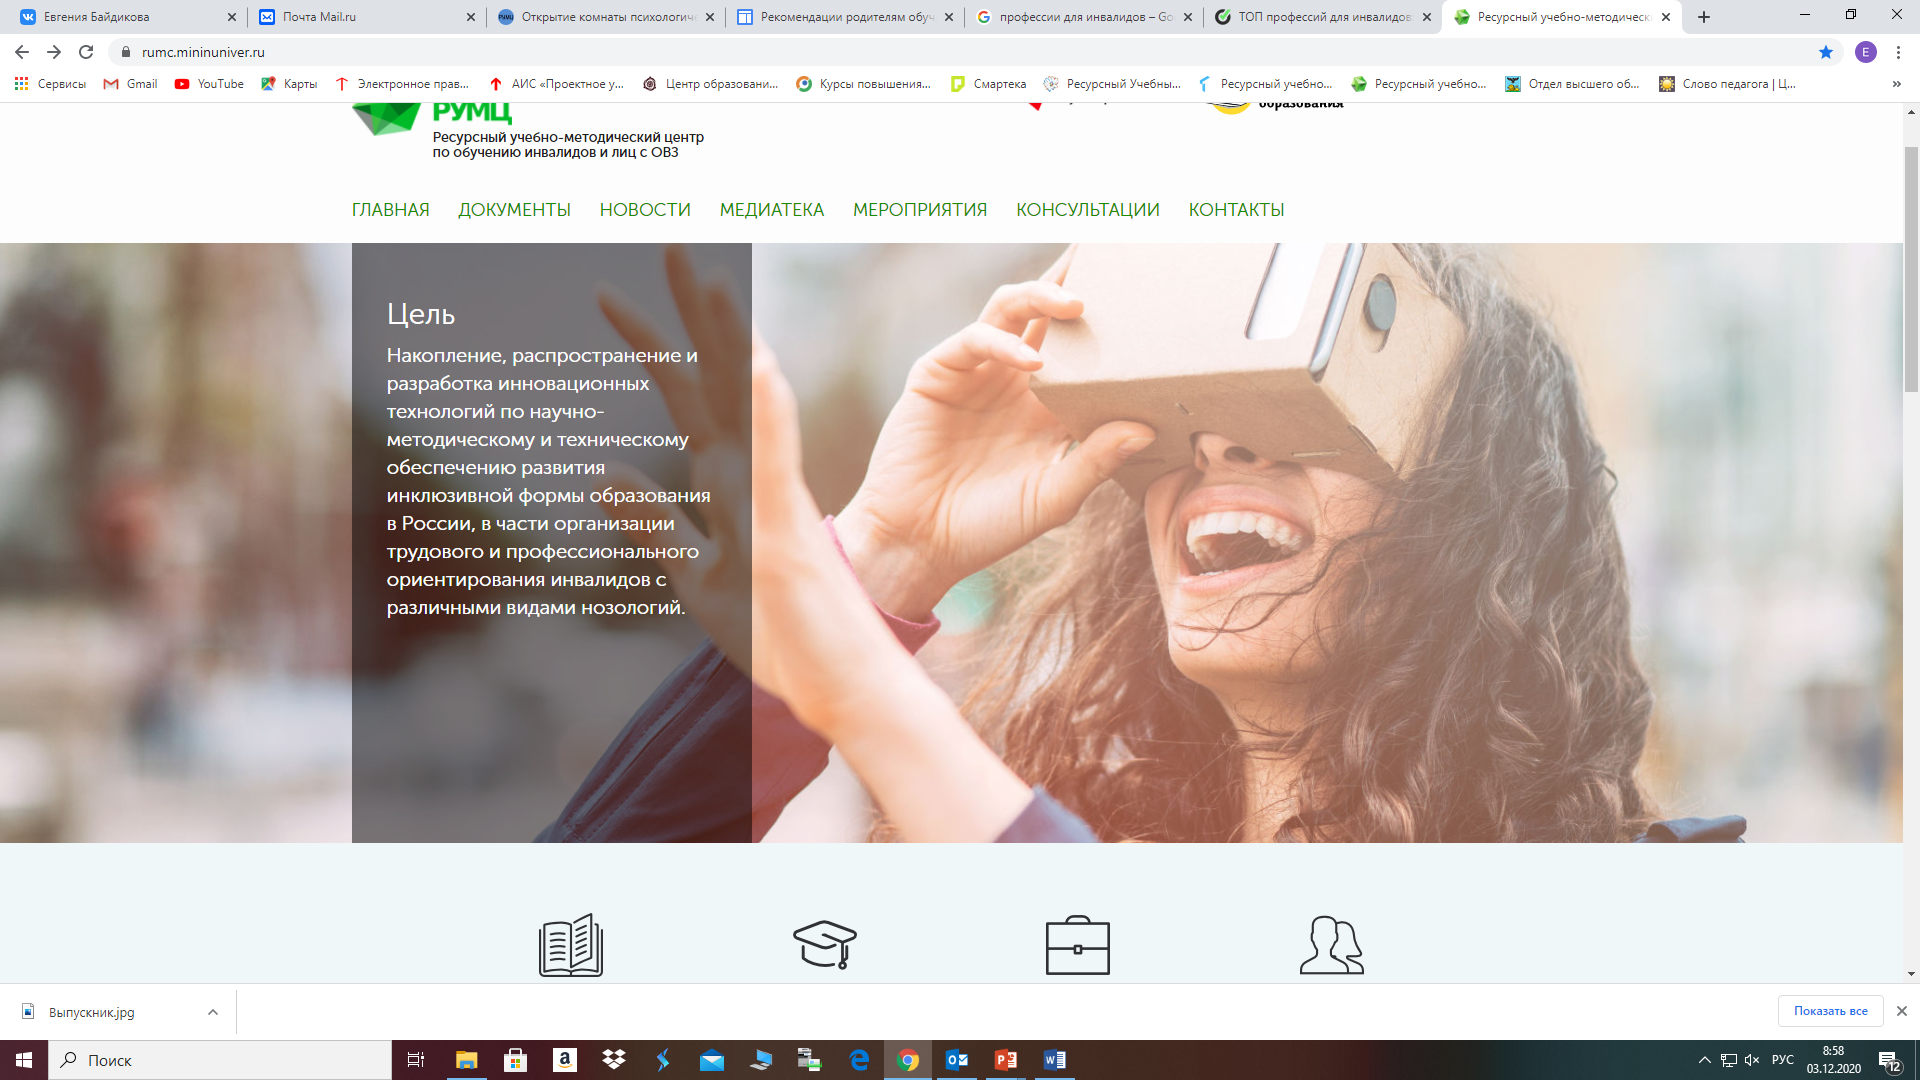 Евгения Байдикова
Почта Mail.ru
Открытие комнаты психологич
Рекомендации родителям обуч
профессии для инвалидов – Go
ТОП профессий для инвалидов
Ресурсный учебно-методическ
rumc.mininuniver.ru
E
Сервисы
Gmail
YouTube
Карты
Электронное прав...
АИС «Проектное у...
Центр образовани...
Курсы повышения...
Смартека
Ресурсный Учебны...
Ресурсный учебно...
Ресурсный учебно...
Отдел высшего об...
Слово педагога | Ц...
»
РУМЦ
образования
Ресурсный учебно-методический центр
по обучению инвалидов и лиц с ОВЗ
ГЛАВНАЯ
ДОКУМЕНТЫ
НОВОСТИ
МЕДИАТЕКА
МЕРОПРИЯТИЯ
КОНСУЛЬТАЦИИ
КОНТАКТЫ
Цель
Накопление, распространение и
разработка инновационных
технологий по научно-
методическому и техническому
обеспечению развития
инклюзивной формы образования
в России, в части организации
трудового и профессионального
ориентирования инвалидов с
различными видами нозологий.
Выпускник.jpg
Показать все
Поиск
РУС
8:58
03.12.2020
12